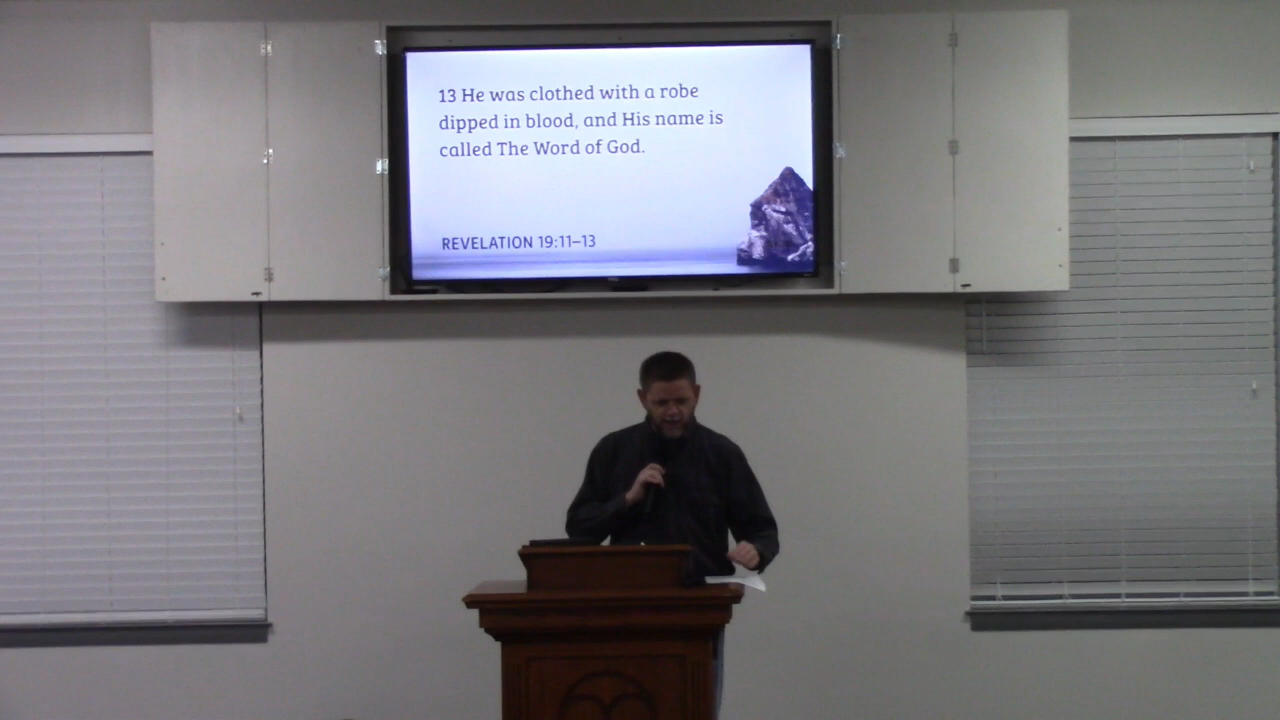 13 He was clothed with a robe
dipped in blood, and His name is
called The Word of God.
REVELATION 19:11–13